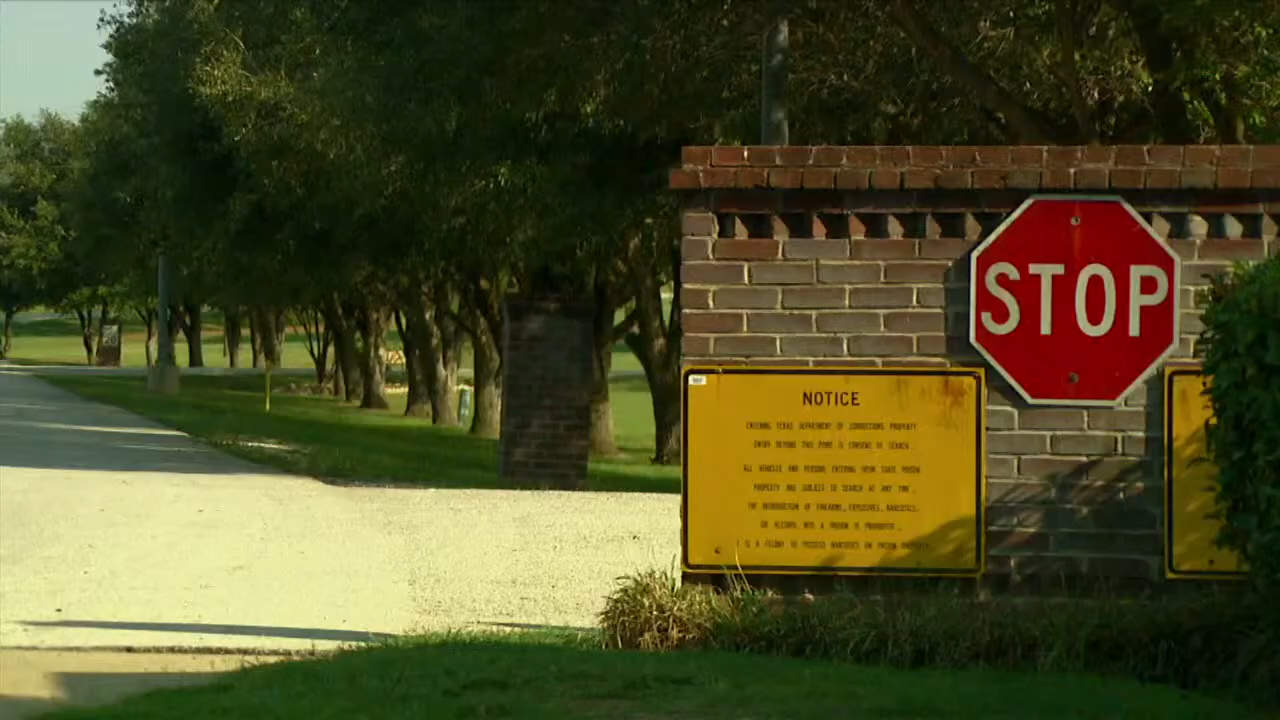 STOP
NOTICE
ENTERING TEXAS DEPARTMENT OF CORRECTIONS PROPERTY
ENTRY BEYOND THIS POINT IS CONSENT TO SEARCH.
ALL VEHICLES AND PERSONS ENTERING UPON STATE PRISON
PROPERTY ARE SUBJECT TO SEARCH AT ANY TIME.
THE INTRODUCTION OF FIREARMS, EXPLOSIVES, NARCOTICS,
OR ALCOHOL INTO A PRISON IS PROHIBITED.
IS A FELONY TO POSSESS ON PRISON PROPERTY